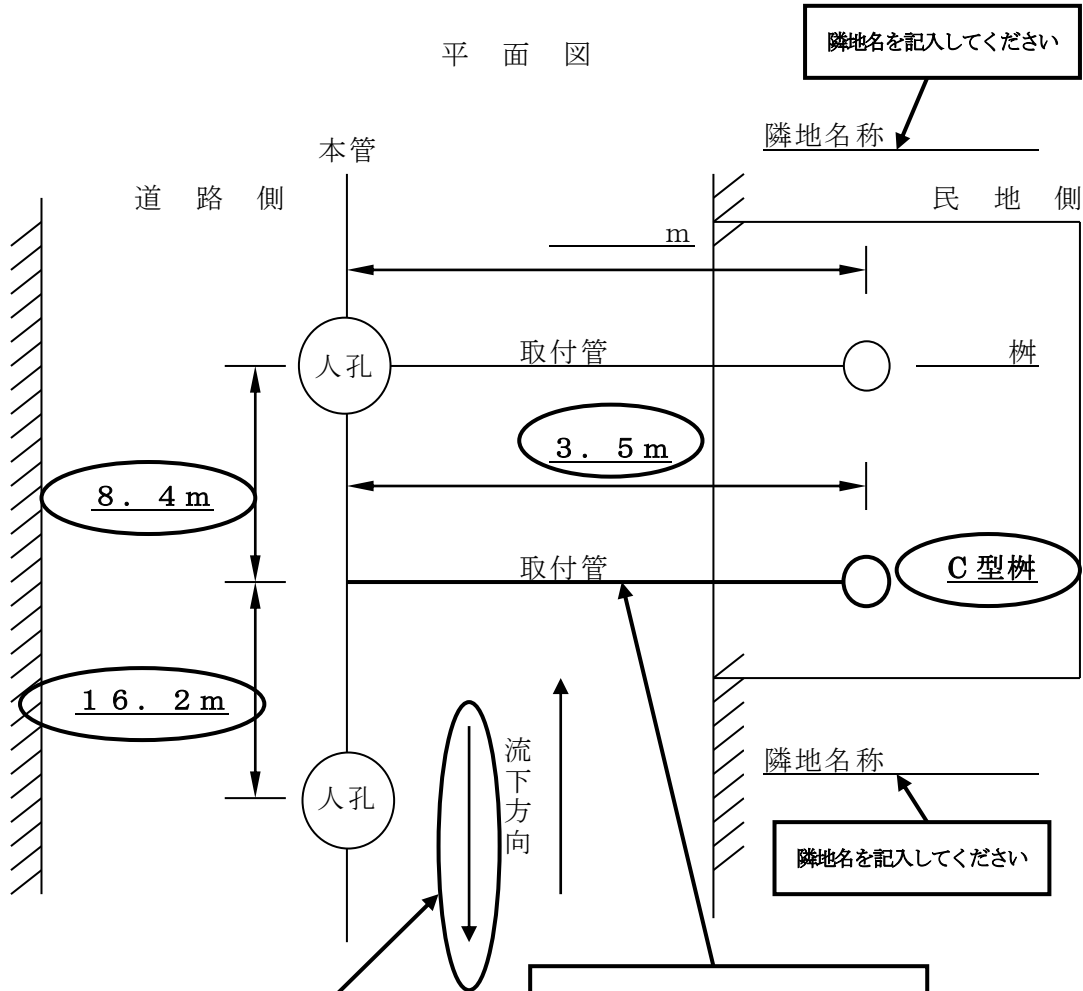 平面図
隣地名を記入してください
隣地名称
本管
道路側
民地側
m
人孔
取付管
桝
3．5m
8．4m
取付管
C型桝
16．2m
流下方向
隣地名称
人孔
隣地名を記入してください